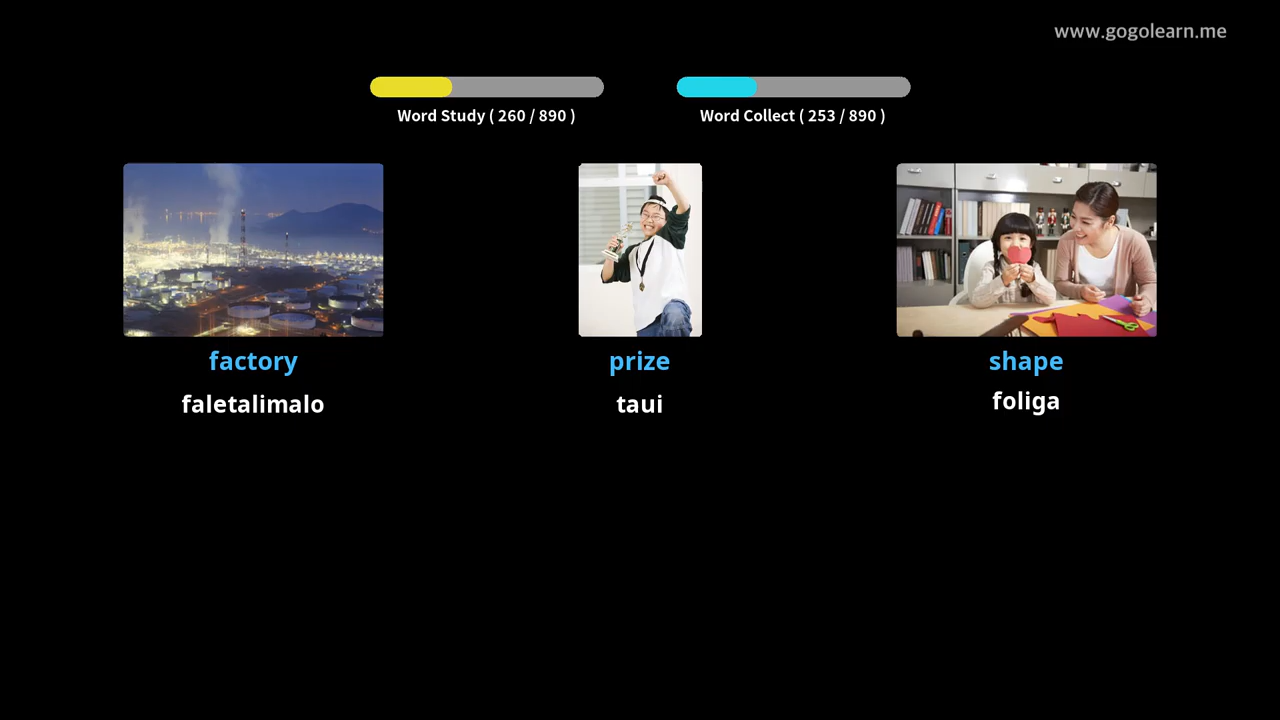 www.gogolearn.me
Word Study ( 260 / 890 )
Word Collect ( 253 / 890 )
factory
prize
shape
faletalimalo
taui
foliga